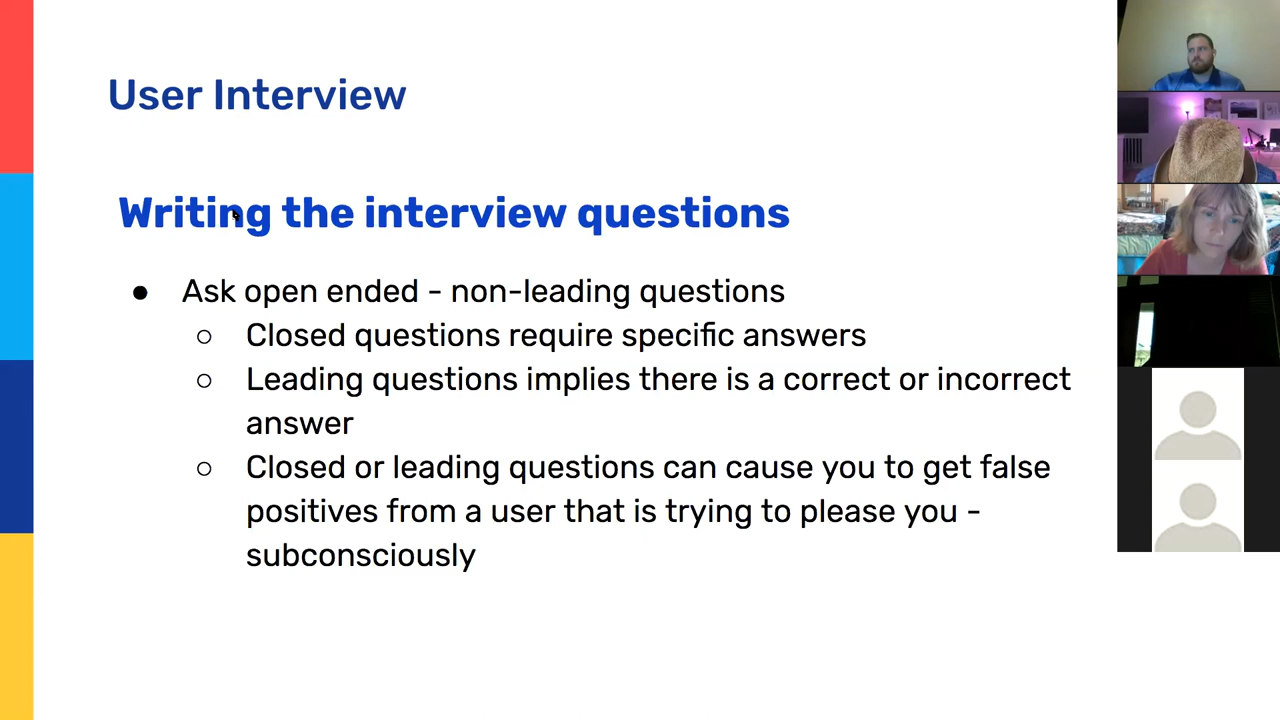 User Interview
Writing the interview questions
● Ask open ended - non-leading questions
○ Closed questions require specific answers
○ Leading questions implies there is a correct or incorrect
answer
○ Closed or leading questions can cause you to get false
positives from a user that is trying to please you -
subconsciously